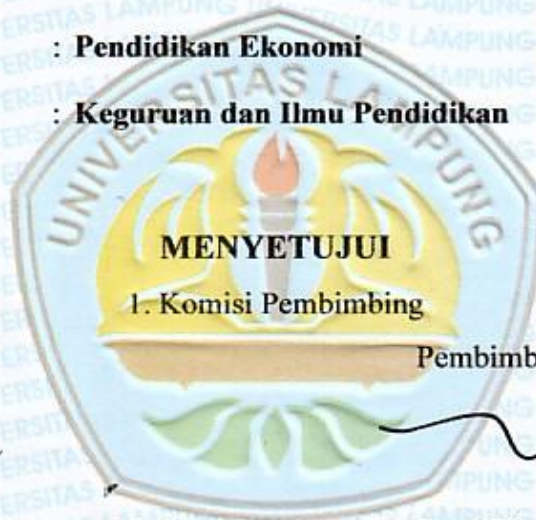 : Pendidikan Ekonomi
: Keguruan dan Ilmu Pendidikan
UNIVERSITAS LAMPUNG
MENYETUJUI
1. Komisi Pembimbing